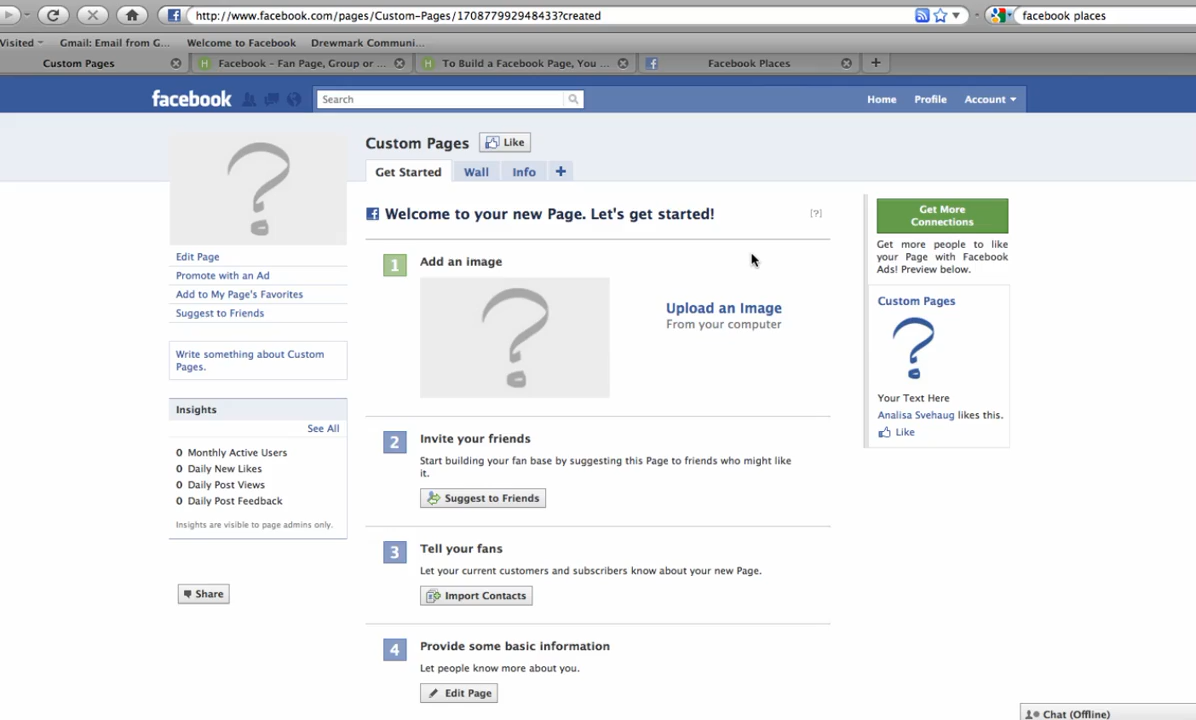 http://www.facebook.com/pages/Custom-Pages/170877992948433?created
facebook places
Visited
Gmail: Email from G...
Welcome to Facebook
Drewmark Communi...
Custom Pages
Facebook - Fan Page, Group or ...
To Build a Facebook Page, You ...
Facebook Places
+
facebook
Search
Home
Profile
Account
Custom Pages
Like
Get Started
Wall
Info
+
Welcome to your new Page. Let's get started!
[?]
1
Add an image
Upload an Image
From your computer
2
Invite your friends
Start building your fan base by suggesting this Page to friends who might like
it.
Suggest to Friends
3
Tell your fans
Let your current customers and subscribers know about your new Page.
Import Contacts
4
Provide some basic information
Let people know more about you.
Edit Page
Edit Page
Promote with an Ad
Add to My Page's Favorites
Suggest to Friends
Write something about Custom
Pages.
Insights
See All
0 Monthly Active Users
0 Daily New Likes
0 Daily Post Views
0 Daily Post Feedback
Insights are visible to page admins only.
Share
Get More
Connections
Get more people to like
your Page with Facebook
Ads! Preview below.
Custom Pages
Your Text Here
Analisa Svehaug likes this.
Like
Chat (Offline)